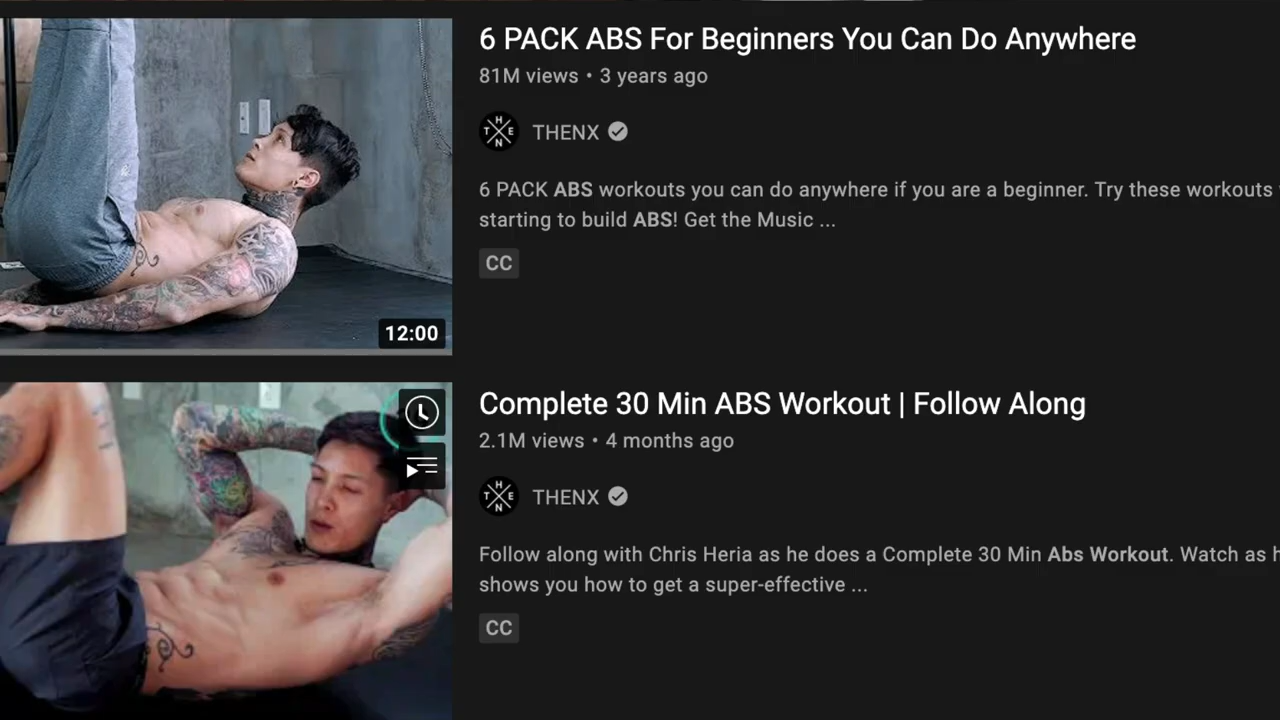 6 PACK ABS For Beginners You Can Do Anywhere
81M views • 3 years ago
THENX
6 PACK ABS workouts you can do anywhere if you are a beginner. Try these workouts
starting to build ABS! Get the Music ...
CC
12:00
Complete 30 Min ABS Workout | Follow Along
2.1M views • 4 months ago
THENX
Follow along with Chris Heria as he does a Complete 30 Min Abs Workout. Watch as h
shows you how to get a super-effective ...
CC